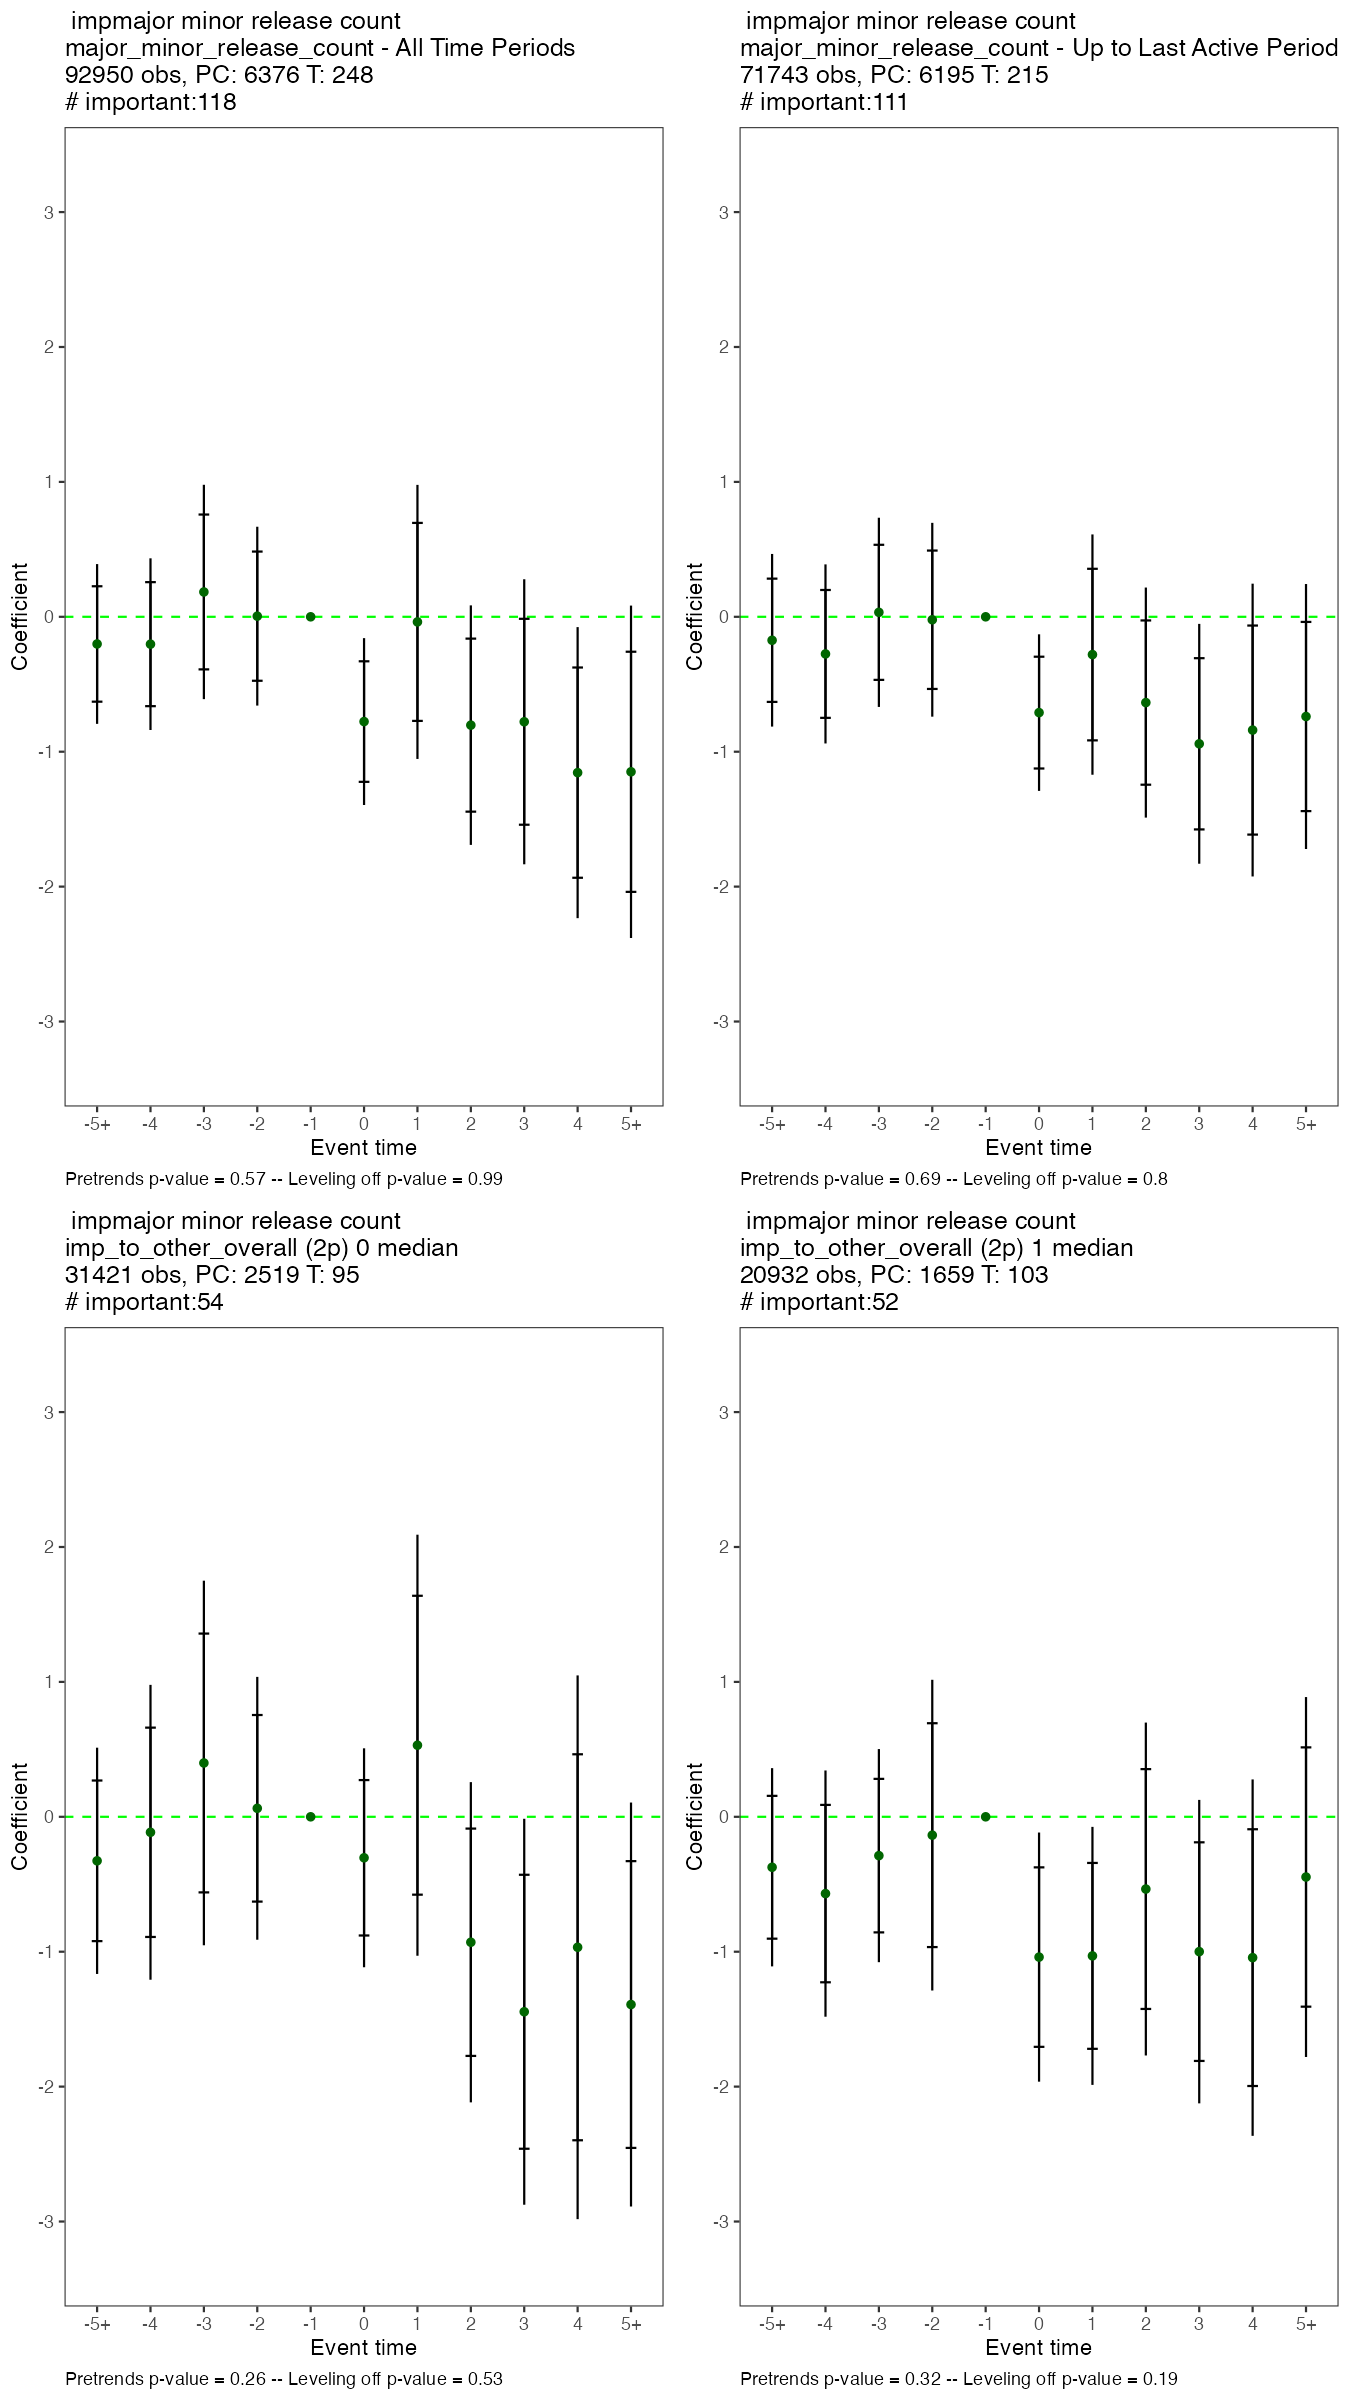 impmajor minor release count
major_minor_release_count - All Time Periods
92950 obs, PC: 6376 T: 248
# important:118
3
2
1
0
-1
-2
-3
Coefficient
-5+ -4 -3 -2 -1 0 1 2 3 4 5+
Event time
Pretrends p-value = 0.57 -- Leveling off p-value = 0.99
impmajor minor release count
major_minor_release_count - Up to Last Active Period
71743 obs, PC: 6195 T: 215
# important:111
3
2
1
0
-1
-2
-3
Coefficient
-5+ -4 -3 -2 -1 0 1 2 3 4 5+
Event time
Pretrends p-value = 0.69 -- Leveling off p-value = 0.8
impmajor minor release count
imp_to_other_overall (2p) 0 median
31421 obs, PC: 2519 T: 95
# important:54
3
2
1
0
-1
-2
-3
Coefficient
-5+ -4 -3 -2 -1 0 1 2 3 4 5+
Event time
Pretrends p-value = 0.26 -- Leveling off p-value = 0.53
impmajor minor release count
imp_to_other_overall (2p) 1 median
20932 obs, PC: 1659 T: 103
# important:52
3
2
1
0
-1
-2
-3
Coefficient
-5+ -4 -3 -2 -1 0 1 2 3 4 5+
Event time
Pretrends p-value = 0.32 -- Leveling off p-value = 0.19